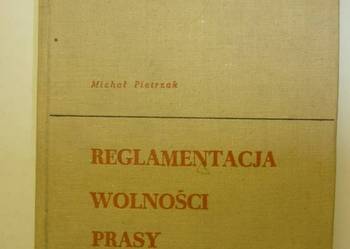 Michał Pietrzak
REGLAMENTACJA
WOLNOŚCI
PRASY